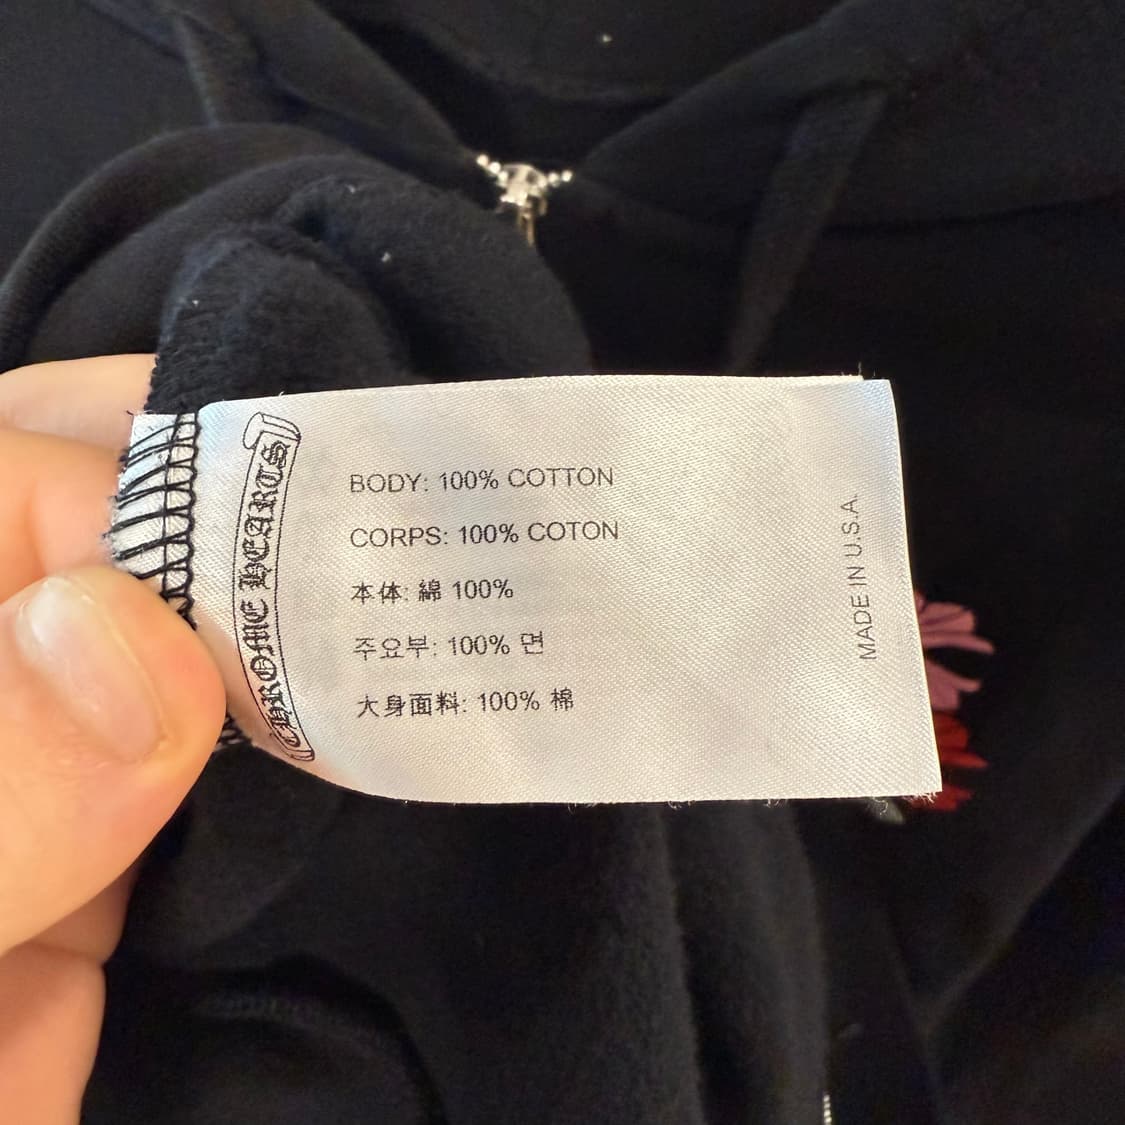 CHROME HEARTS
BODY: 100% COTTON
CORPS: 100% COTON
本体: 綿 100%
주요부: 100% 면
大身面料: 100% 棉
MADE IN U.S.A.